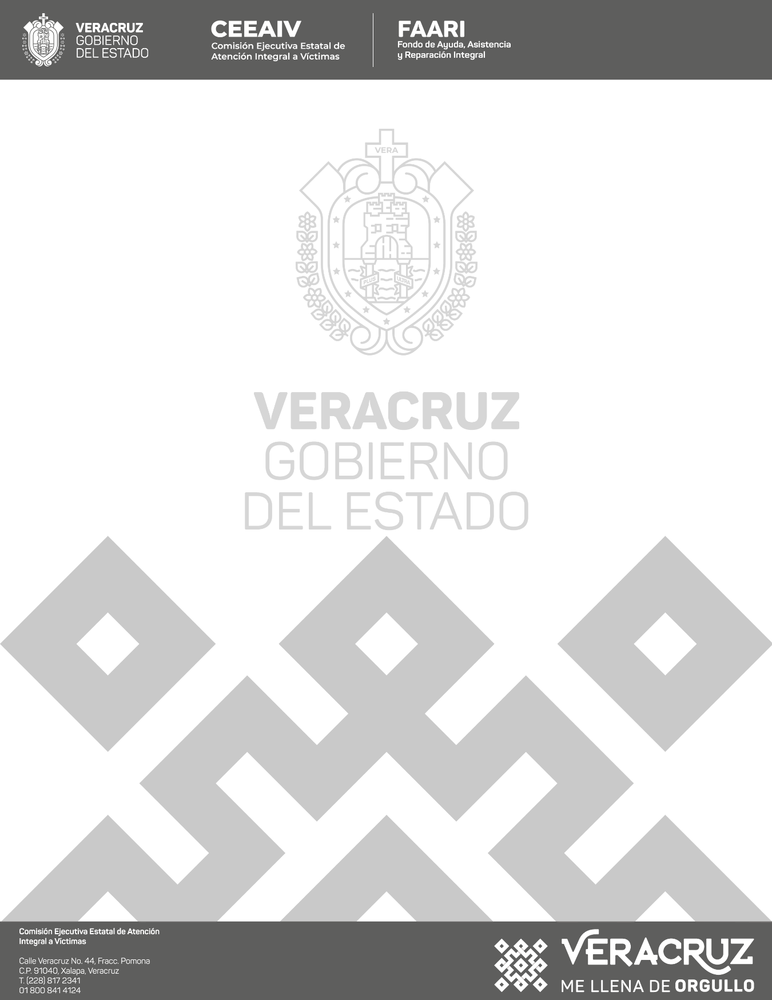 VERACRUZ
GOBIERNO
DEL ESTADO
CEEAIV
Comisión Ejecutiva Estatal de
Atención Integral a Víctimas
FAARI
Fondo de Ayuda, Asistencia
y Reparación Integral
VERA
PLUS ULTRA
VERACRUZ
GOBIERNO
DEL ESTADO
Comisión Ejecutiva Estatal de Atención
Integral a Víctimas
Calle Veracruz No. 44, Fracc. Pomona
C.P. 91040, Xalapa, Veracruz
T. (228) 817 2341
01 800 841 4124
VERACRUZ
ME LLENA DE ORGULLO